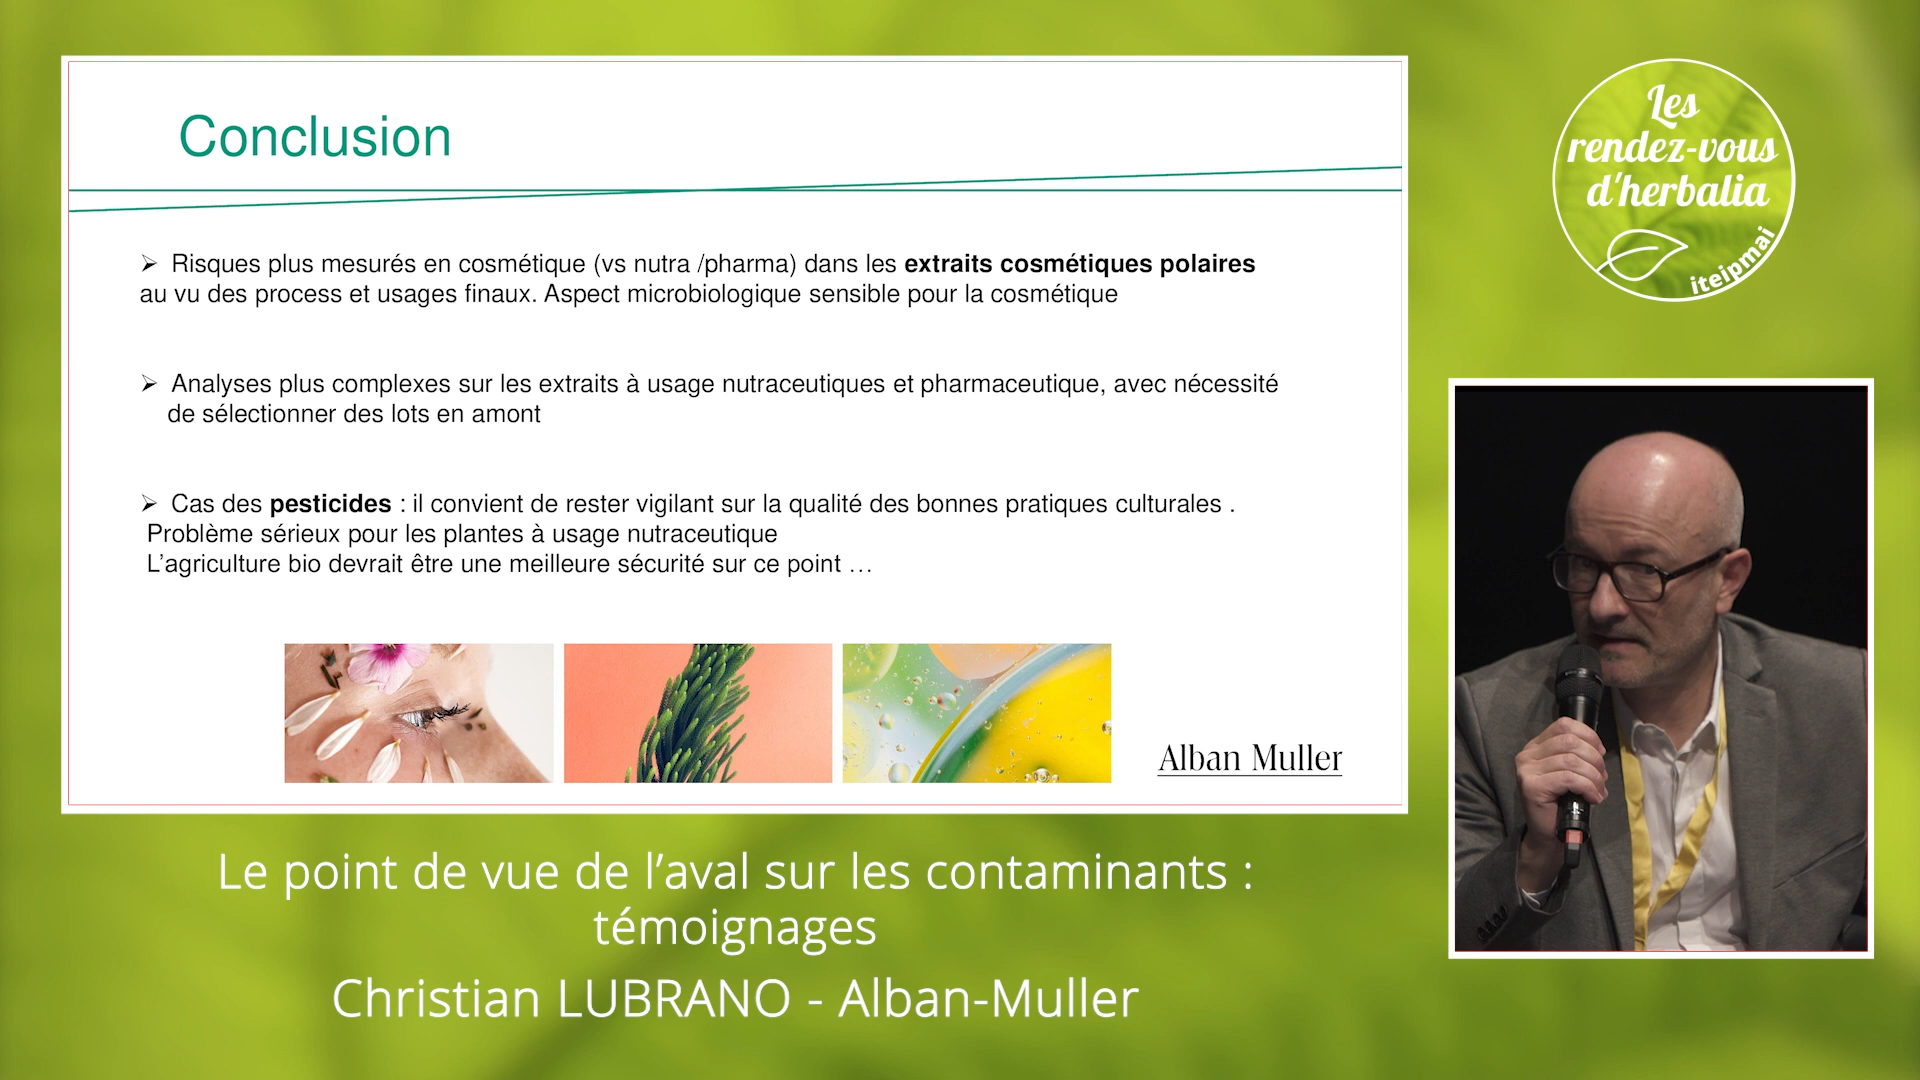 Conclusion
➢ Risques plus mesurés en cosmétique (vs nutra /pharma) dans les extraits cosmétiques polaires
au vu des process et usages finaux. Aspect microbiologique sensible pour la cosmétique
➢ Analyses plus complexes sur les extraits à usage nutraceutiques et pharmaceutique, avec nécessité
de sélectionner des lots en amont
➢ Cas des pesticides : il convient de rester vigilant sur la qualité des bonnes pratiques culturales .
Problème sérieux pour les plantes à usage nutraceutique
L’agriculture bio devrait être une meilleure sécurité sur ce point …
Alban Muller
Les
rendez-vous
d'herbalia
iteipmai
Le point de vue de l’aval sur les contaminants :
témoignages
Christian LUBRANO - Alban-Muller